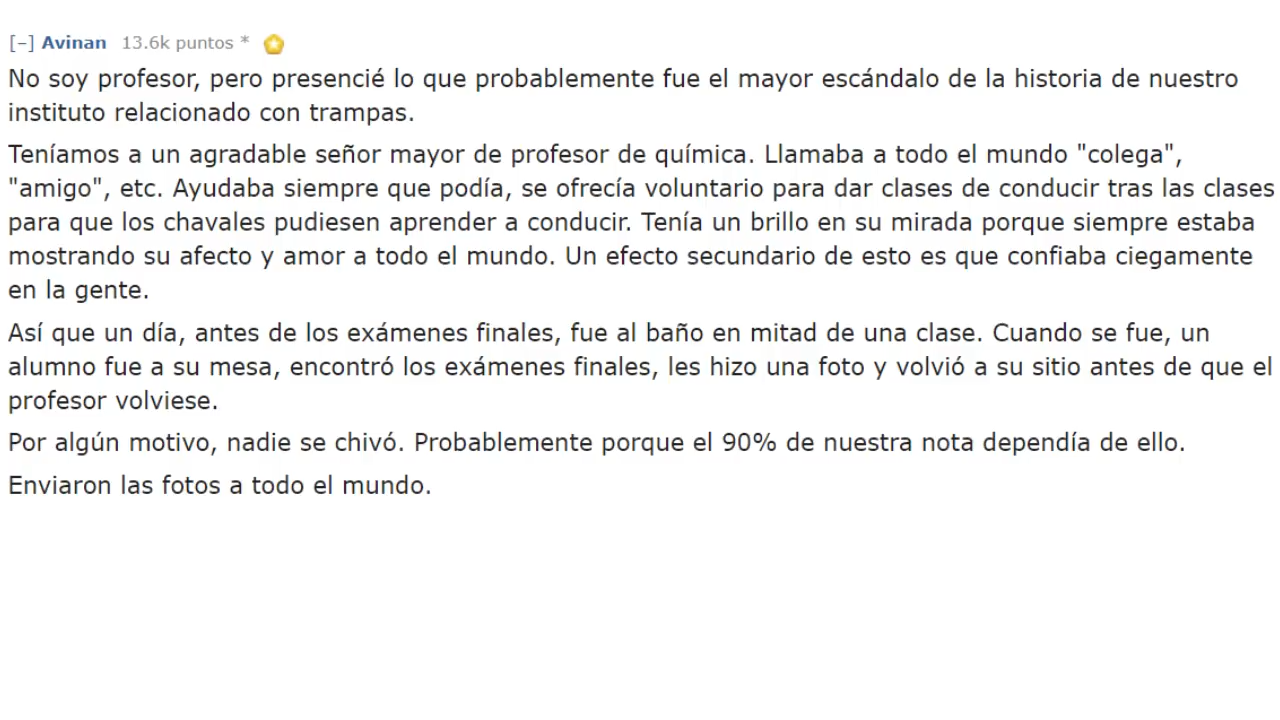 [-] Avinan 13.6k puntos *
No soy profesor, pero presencié lo que probablemente fue el mayor escándalo de la historia de nuestro
instituto relacionado con trampas.
Teníamos a un agradable señor mayor de profesor de química. Llamaba a todo el mundo "colega",
"amigo", etc. Ayudaba siempre que podía, se ofrecía voluntario para dar clases de conducir tras las clases
para que los chavales pudiesen aprender a conducir. Tenía un brillo en su mirada porque siempre estaba
mostrando su afecto y amor a todo el mundo. Un efecto secundario de esto es que confiaba ciegamente
en la gente.
Así que un día, antes de los exámenes finales, fue al baño en mitad de una clase. Cuando se fue, un
alumno fue a su mesa, encontró los exámenes finales, les hizo una foto y volvió a su sitio antes de que el
profesor volviese.
Por algún motivo, nadie se chivó. Probablemente porque el 90% de nuestra nota dependía de ello.
Enviaron las fotos a todo el mundo.